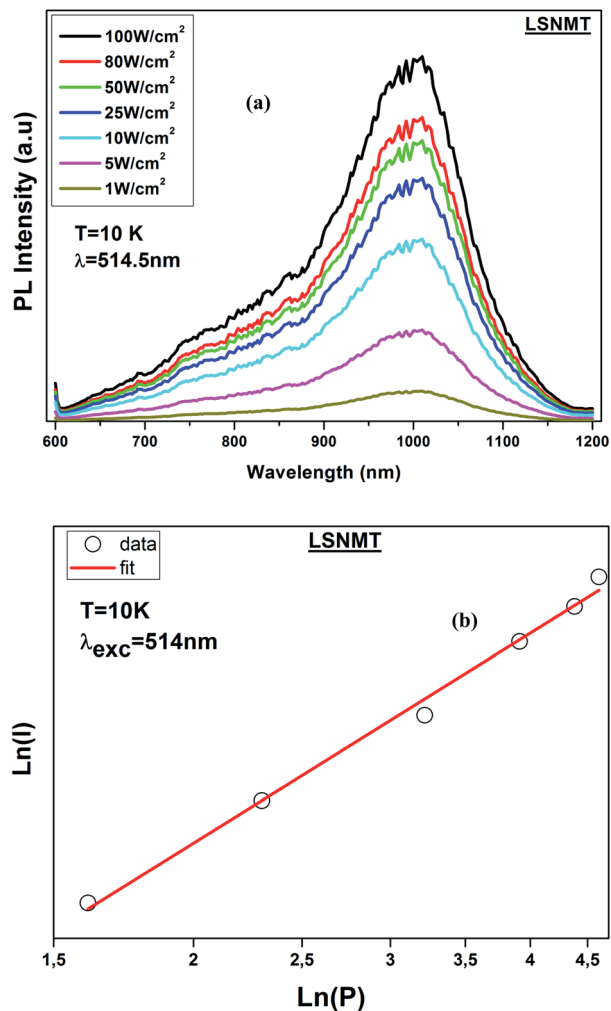 LSNMT
100W/cm²
80W/cm²
50W/cm²
25W/cm²
10W/cm²
5W/cm²
1W/cm²
(a)
T=10 K
λ=514.5nm
PL Intensity (a.u)
600 700 800 900 1000 1100 1200
Wavelength (nm)
data
fit
LSNMT
T=10K
λexc=514nm
(b)
Ln(I)
1,5 2 2,5 3 3,5 4 4,5
Ln(P)